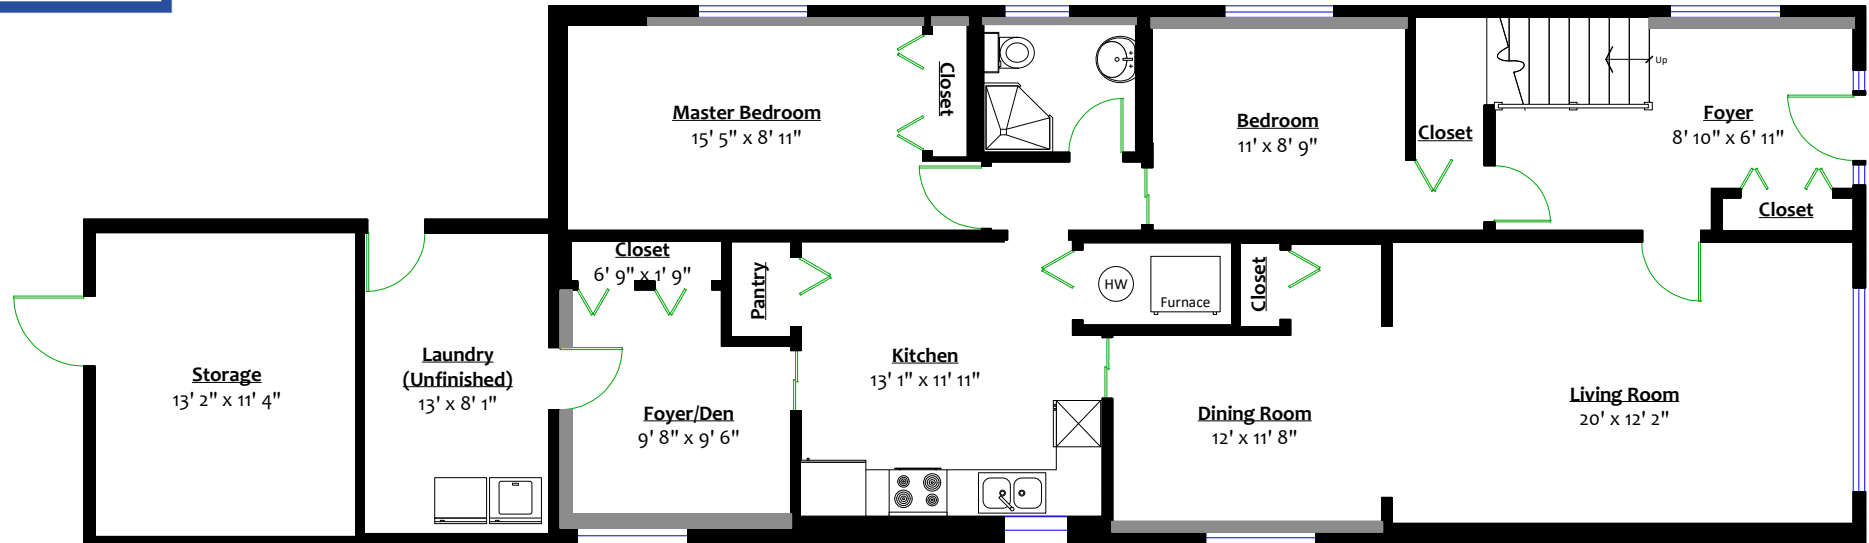 Up
Closet
Master Bedroom
15' 5" x 8' 11"
Bedroom
11' x 8' 9"
Closet
Foyer
8' 10" x 6' 11"
Closet
Closet
6' 9" x 1' 9"
Pantry
HW
Furnace
Closet
Storage
13' 2" x 11' 4"
Laundry
(Unfinished)
13' x 8' 1"
Foyer/Den
9' 8" x 9' 6"
Kitchen
13' 1" x 11' 11"
Dining Room
12' x 11' 8"
Living Room
20' x 12' 2"